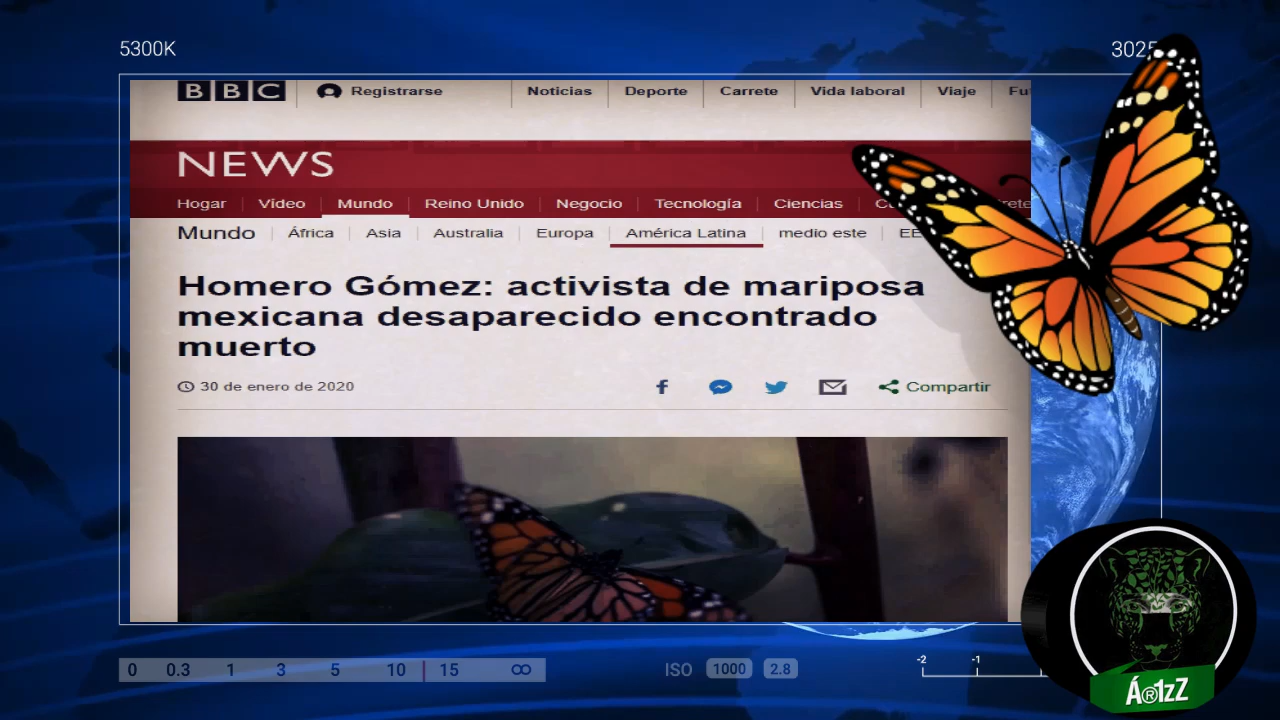 5300K
3025
BBC Registrarse Noticias Deporte Carrete Vida laboral Viaje
NEWS
Hogar Vídeo Mundo Reino Unido Negocio Tecnología Ciencias
Mundo África Asia Australia Europa América Latina medio este
Homero Gómez: activista de mariposa
mexicana desaparecido encontrado
muerto
30 de enero de 2020 Compartir
0 0.3 1 3 5 10 15 ∞ ISO 1000 2.8 -2 -1
Á®1zZ